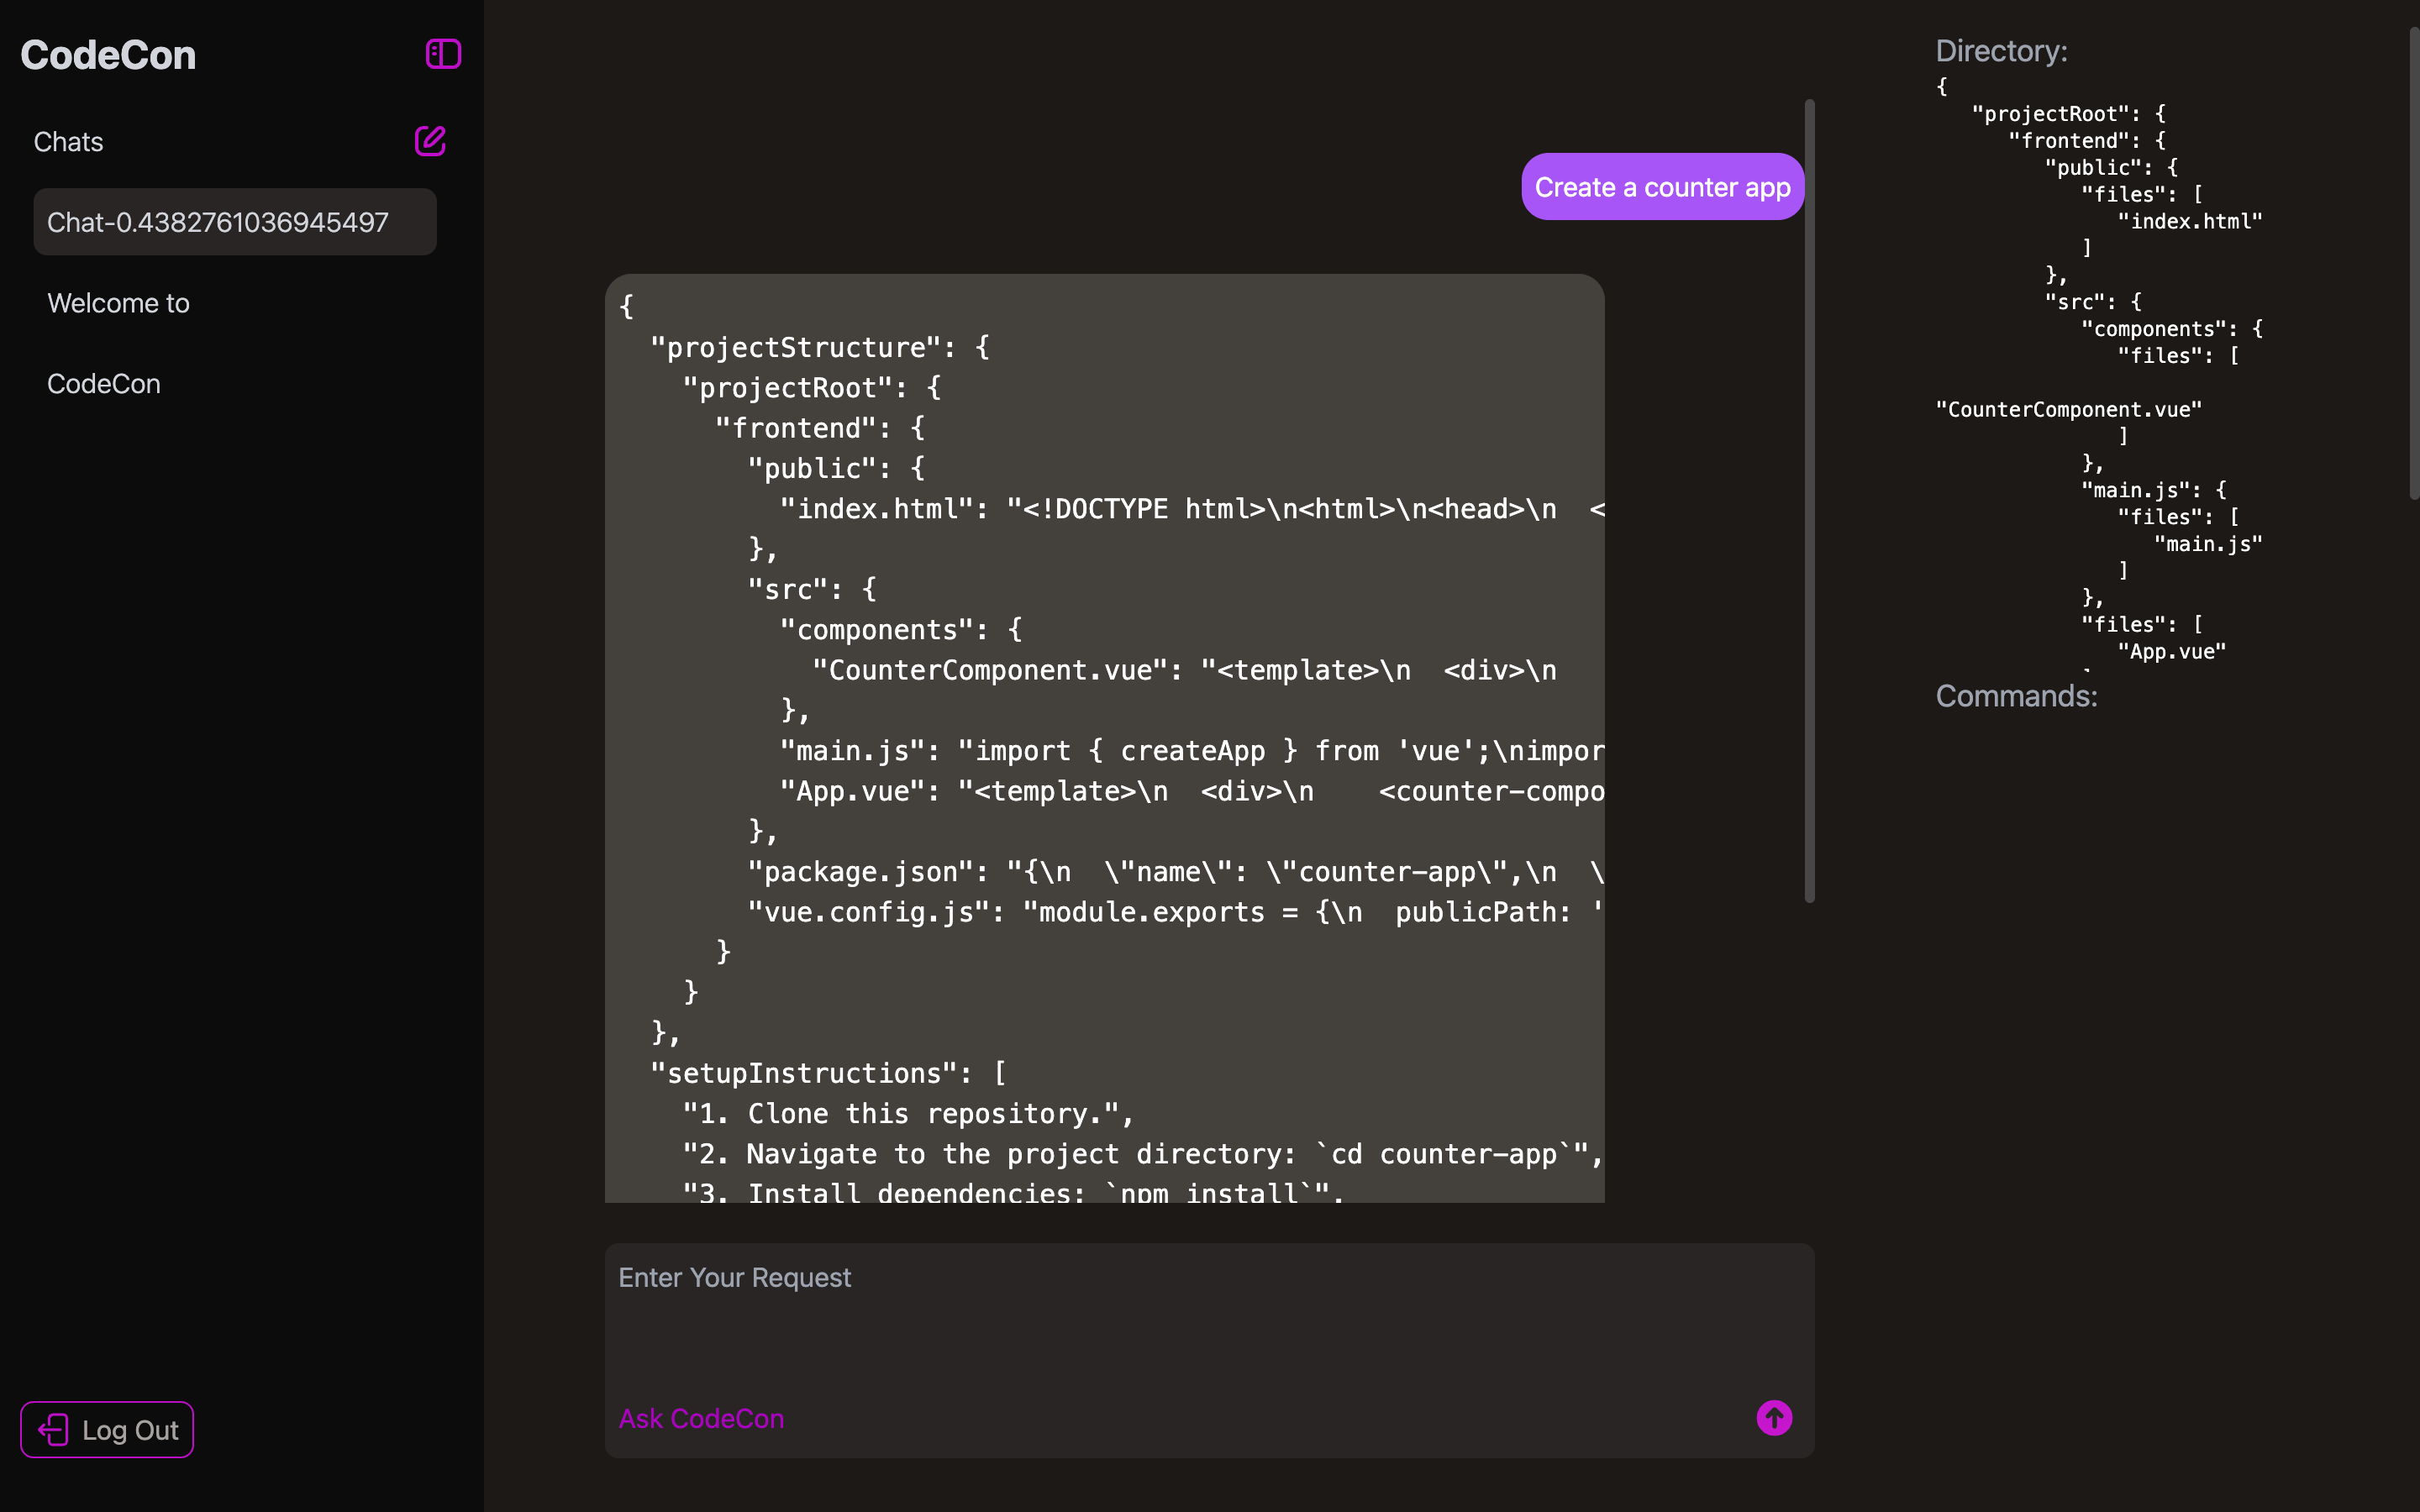 CodeCon
Chats
Chat-0.4382761036945497
Welcome to
CodeCon
Log Out
Create a counter app
{
  "projectStructure": {
    "projectRoot": {
      "frontend": {
        "public": {
          "index.html": "<!DOCTYPE html>\n<html>\n<head>\n  <
        },
        "src": {
          "components": {
            "CounterComponent.vue": "<template>\n  <div>\n
          },
          "main.js": "import { createApp } from 'vue';\nimpor
          "App.vue": "<template>\n  <div>\n    <counter-compo
        },
        "package.json": "{\n  \"name\": \"counter-app\",\n  \
        "vue.config.js": "module.exports = {\n  publicPath: '
      }
    }
  },
  "setupInstructions": [
    "1. Clone this repository.",
    "2. Navigate to the project directory: `cd counter-app`",
    "3. Install dependencies: `npm install`",
Enter Your Request
Ask CodeCon
Directory:
{
   "projectRoot": {
      "frontend": {
         "public": {
            "files": [
               "index.html"
            ]
         },
         "src": {
            "components": {
               "files": [
"CounterComponent.vue"
               ]
            },
            "main.js": {
               "files": [
                  "main.js"
               ]
            },
            "files": [
               "App.vue"
Commands: